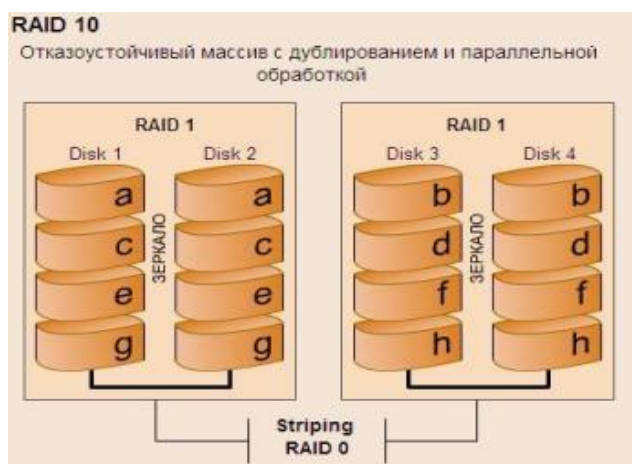 RAID 10
Отказоустойчивый массив с дублированием и параллельной
обработкой
RAID 1
Disk 1 Disk 2
a a
c c
e e
g g
ЗЕРКАЛО
RAID 1
Disk 3 Disk 4
b b
d d
f f
h h
ЗЕРКАЛО
Striping
RAID 0